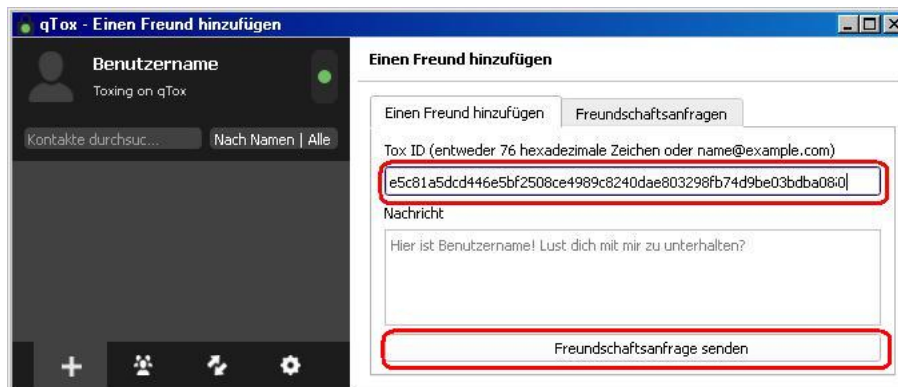 qTox - Einen Freund hinzufügen
Benutzername
Toxing on qTox
Kontakte durchsuc...
Nach Namen | Alle
Einen Freund hinzufügen
Einen Freund hinzufügen
Freundschaftsanfragen
Tox ID (entweder 76 hexadezimale Zeichen oder name@example.com)
e5c81a5dcd446e5bf2508ce4989c8240dae803298fb74d9be03bdba080
Nachricht
Hier ist Benutzername! Lust dich mit mir zu unterhalten?
Freundschaftsanfrage senden